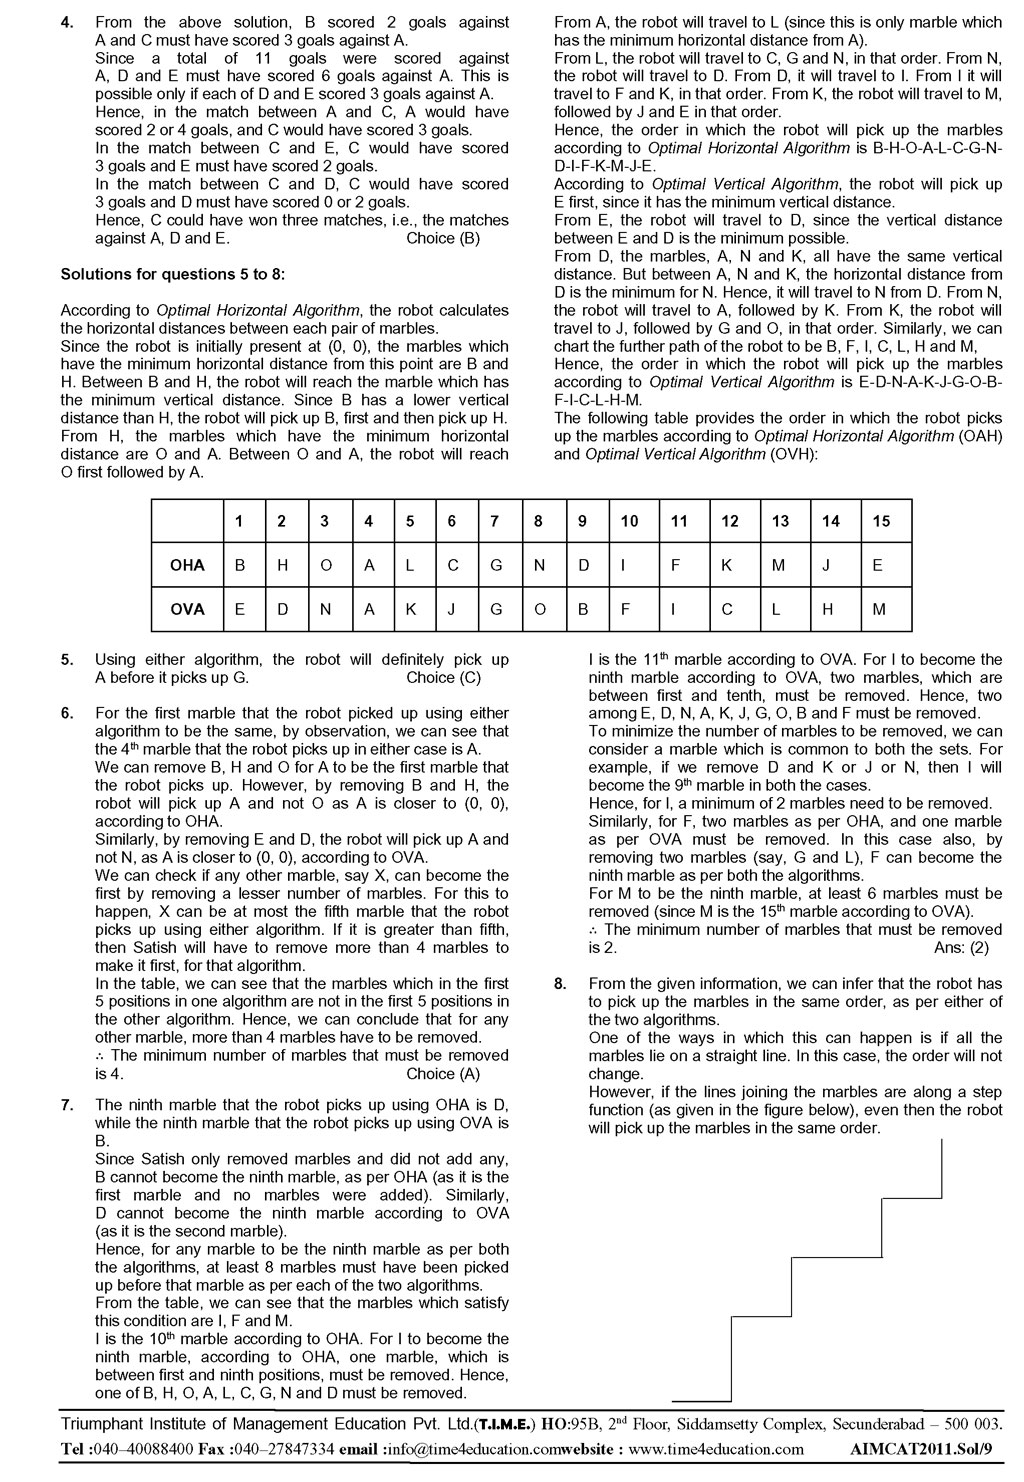 4. From the above solution, B scored 2 goals against
A and C must have scored 3 goals against A.
Since a total of 11 goals were scored against
A, D and E must have scored 6 goals against A. This is
possible only if each of D and E scored 3 goals against A.
Hence, in the match between A and C, A would have
scored 2 or 4 goals, and C would have scored 3 goals.
In the match between C and E, C would have scored
3 goals and E must have scored 2 goals.
In the match between C and D, C would have scored
3 goals and D must have scored 0 or 2 goals.
Hence, C could have won three matches, i.e., the matches
against A, D and E. Choice (B)
Solutions for questions 5 to 8:
According to Optimal Horizontal Algorithm, the robot calculates
the horizontal distances between each pair of marbles.
Since the robot is initially present at (0, 0), the marbles which
have the minimum horizontal distance from this point are B and
H. Between B and H, the robot will reach the marble which has
the minimum vertical distance. Since B has a lower vertical
distance than H, the robot will pick up B, first and then pick up H.
From H, the marbles which have the minimum horizontal
distance are O and A. Between O and A, the robot will reach
O first followed by A.
From A, the robot will travel to L (since this is only marble which
has the minimum horizontal distance from A).
From L, the robot will travel to C, G and N, in that order. From N,
the robot will travel to D. From D, it will travel to I. From I it will
travel to F and K, in that order. From K, the robot will travel to M,
followed by J and E in that order.
Hence, the order in which the robot will pick up the marbles
according to Optimal Horizontal Algorithm is B-H-O-A-L-C-G-N-
D-I-F-K-M-J-E.
According to Optimal Vertical Algorithm, the robot will pick up
E first, since it has the minimum vertical distance.
From E, the robot will travel to D, since the vertical distance
between E and D is the minimum possible.
From D, the marbles, A, N and K, all have the same vertical
distance. But between A, N and K, the horizontal distance from
D is the minimum for N. Hence, it will travel to N from D. From N,
the robot will travel to A, followed by K. From K, the robot will
travel to J, followed by G and O, in that order. Similarly, we can
chart the further path of the robot to be B, F, I, C, L, H and M,
Hence, the order in which the robot will pick up the marbles
according to Optimal Vertical Algorithm is E-D-N-A-K-J-G-O-B-
F-I-C-L-H-M.
The following table provides the order in which the robot picks
up the marbles according to Optimal Horizontal Algorithm (OAH)
and Optimal Vertical Algorithm (OVH):
1 2 3 4 5 6 7 8 9 10 11 12 13 14 15
OHA B H O A L C G N D I F K M J E
OVA E D N A K J G O B F I C L H M
5. Using either algorithm, the robot will definitely pick up
A before it picks up G. Choice (C)
6. For the first marble that the robot picked up using either
algorithm to be the same, by observation, we can see that
the 4th marble that the robot picks up in either case is A.
We can remove B, H and O for A to be the first marble that
the robot picks up. However, by removing B and H, the
robot will pick up A and not O as A is closer to (0, 0),
according to OHA.
Similarly, by removing E and D, the robot will pick up A and
not N, as A is closer to (0, 0), according to OVA.
We can check if any other marble, say X, can become the
first by removing a lesser number of marbles. For this to
happen, X can be at most the fifth marble that the robot
picks up using either algorithm. If it is greater than fifth,
then Satish will have to remove more than 4 marbles to
make it first, for that algorithm.
In the table, we can see that the marbles which in the first
5 positions in one algorithm are not in the first 5 positions in
the other algorithm. Hence, we can conclude that for any
other marble, more than 4 marbles have to be removed.
∴ The minimum number of marbles that must be removed
is 4. Choice (A)
7. The ninth marble that the robot picks up using OHA is D,
while the ninth marble that the robot picks up using OVA is
B.
Since Satish only removed marbles and did not add any,
B cannot become the ninth marble, as per OHA (as it is the
first marble and no marbles were added). Similarly,
D cannot become the ninth marble according to OVA
(as it is the second marble).
Hence, for any marble to be the ninth marble as per both
the algorithms, at least 8 marbles must have been picked
up before that marble as per each of the two algorithms.
From the table, we can see that the marbles which satisfy
this condition are I, F and M.
I is the 10th marble according to OHA. For I to become the
ninth marble, according to OHA, one marble, which is
between first and ninth positions, must be removed. Hence,
one of B, H, O, A, L, C, G, N and D must be removed.
I is the 11th marble according to OVA. For I to become the
ninth marble according to OVA, two marbles, which are
between first and tenth, must be removed. Hence, two
among E, D, N, A, K, J, G, O, B and F must be removed.
To minimize the number of marbles to be removed, we can
consider a marble which is common to both the sets. For
example, if we remove D and K or J or N, then I will
become the 9th marble in both the cases.
Hence, for I, a minimum of 2 marbles need to be removed.
Similarly, for F, two marbles as per OHA, and one marble
as per OVA must be removed. In this case also, by
removing two marbles (say, G and L), F can become the
ninth marble as per both the algorithms.
For M to be the ninth marble, at least 6 marbles must be
removed (since M is the 15th marble according to OVA).
∴ The minimum number of marbles that must be removed
is 2. Ans: (2)
8. From the given information, we can infer that the robot has
to pick up the marbles in the same order, as per either of
the two algorithms.
One of the ways in which this can happen is if all the
marbles lie on a straight line. In this case, the order will not
change.
However, if the lines joining the marbles are along a step
function (as given in the figure below), even then the robot
will pick up the marbles in the same order.
Triumphant Institute of Management Education Pvt. Ltd.(T.I.M.E.) HO:95B, 2nd Floor, Siddamsetty Complex, Secunderabad – 500 003.
Tel :040–40088400 Fax :040–27847334 email :info@time4education.comwebsite : www.time4education.com AIMCAT2011.Sol/9